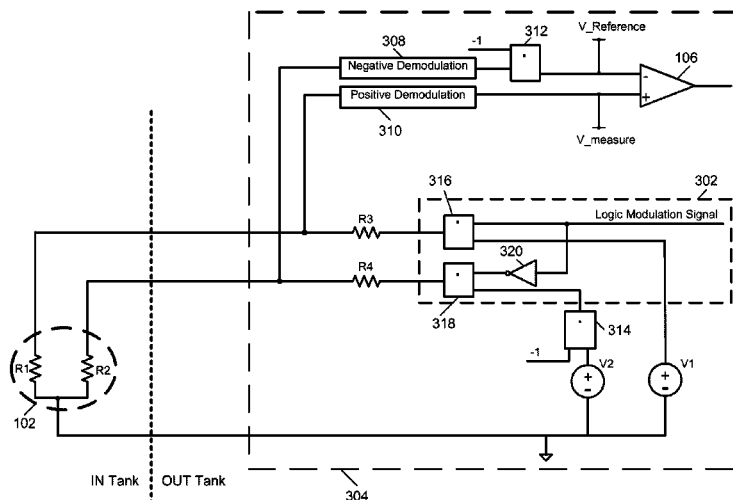 312
-1
308
V_Reference
106
Negative Demodulation
Positive Demodulation
310
-
+
V_measure
302
316
Logic Modulation Signal
R3
320
R4
318
314
-1
V2
V1
R1
R2
+
-
+
-
102
IN Tank
OUT Tank
304